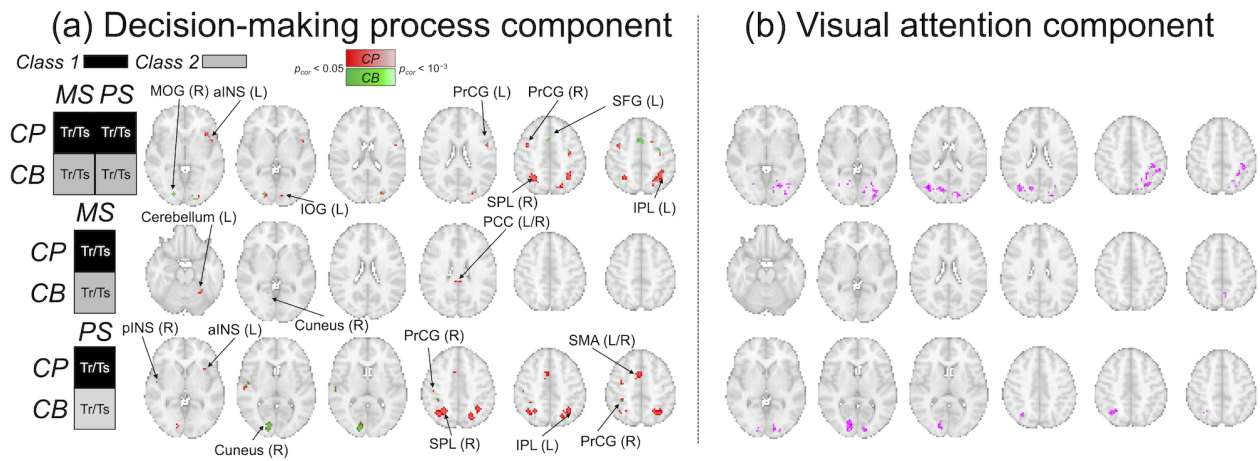 (a) Decision-making process component
(b) Visual attention component
Class 1
Class 2
p_cor < 0.05
CP
CB
p_cor < 10^-3
MS PS
CP
Tr/Ts Tr/Ts
CB
Tr/Ts Tr/Ts
MOG (R)
aINS (L)
PrCG (L)
PrCG (R)
SFG (L)
IOG (L)
SPL (R)
IPL (L)
MS
CP
Tr/Ts
CB
Tr/Ts
Cerebellum (L)
PCC (L/R)
Cuneus (R)
PS
CP
Tr/Ts
CB
Tr/Ts
pINS (R)
aINS (L)
PrCG (R)
SMA (L/R)
Cuneus (R)
SPL (R)
IPL (L)
PrCG (R)